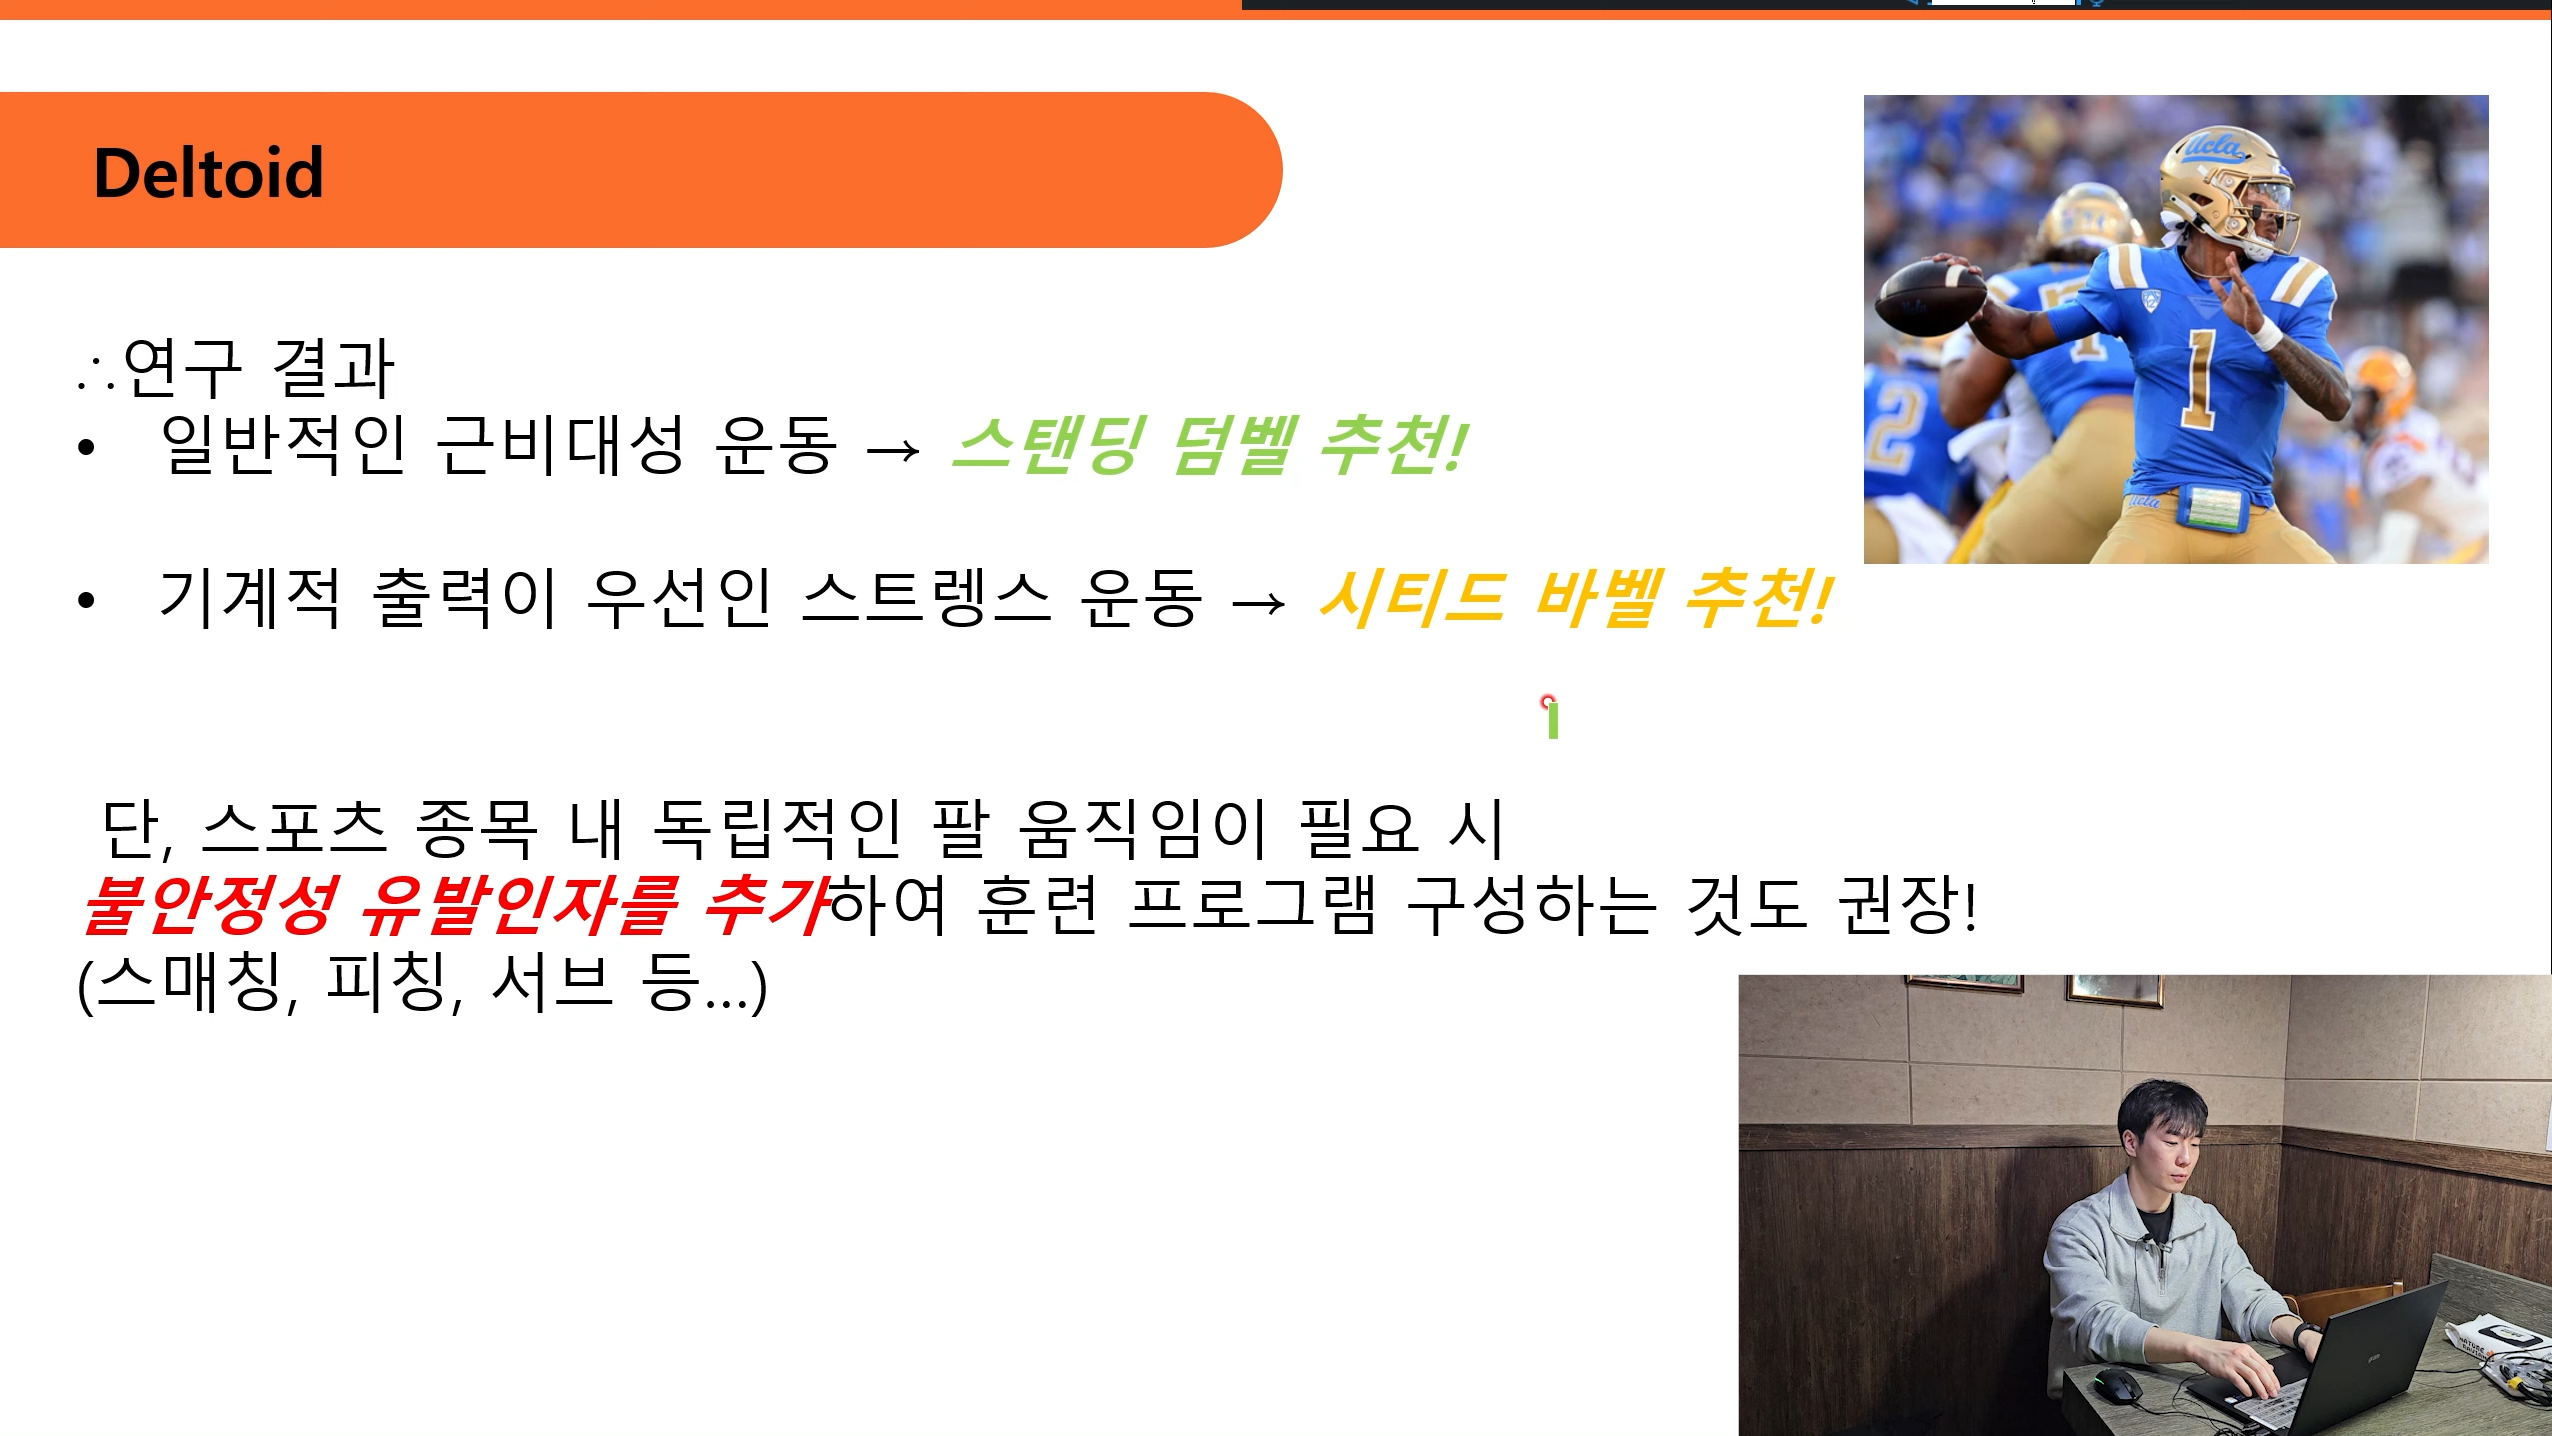 Deltoid
∴연구 결과
• 일반적인 근비대성 운동 → 스탠딩 덤벨 추천!
• 기계적 출력이 우선인 스트렝스 운동 → 시티드 바벨 추천!
단, 스포츠 종목 내 독립적인 팔 움직임이 필요 시
불안정성 유발인자를 추가하여 훈련 프로그램 구성하는 것도 권장!
(스매칭, 피칭, 서브 등...)
Ucla
1
2
Ucla
gram